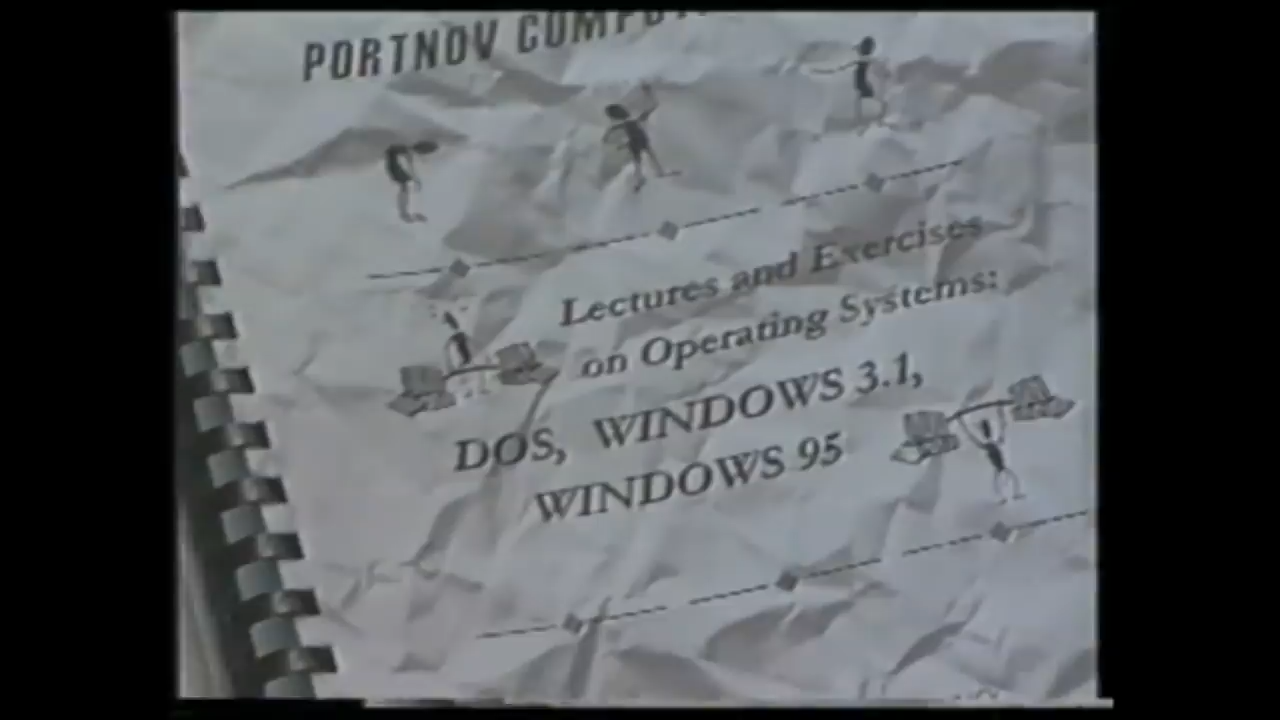 PORTNOV
Lectures and Exercises
on Operating Systems:
DOS, WINDOWS 3.1,
WINDOWS 95